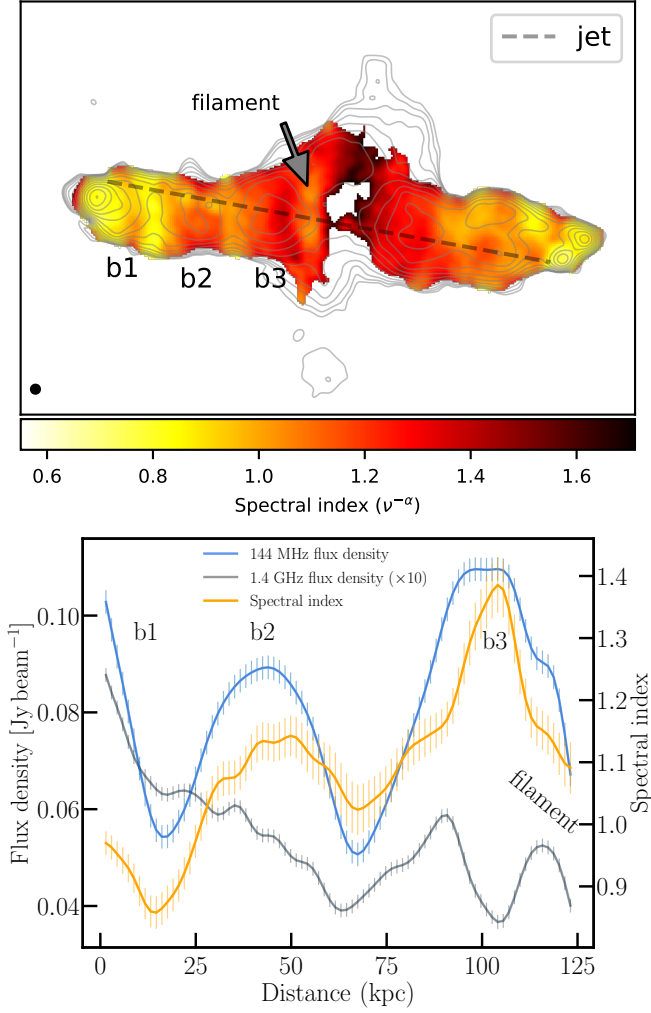 jet
filament
b1 b2 b3
0.6 0.8 1.0 1.2 1.4 1.6
Spectral index (ν⁻ᵅ)
144 MHz flux density
1.4 GHz flux density (×10)
Spectral index
b1 b2 b3
filament
0.10
0.08
0.06
0.04
Flux density [Jy beam⁻¹]
1.4
1.3
1.2
1.1
1.0
0.9
Spectral index
0 25 50 75 100 125
Distance (kpc)